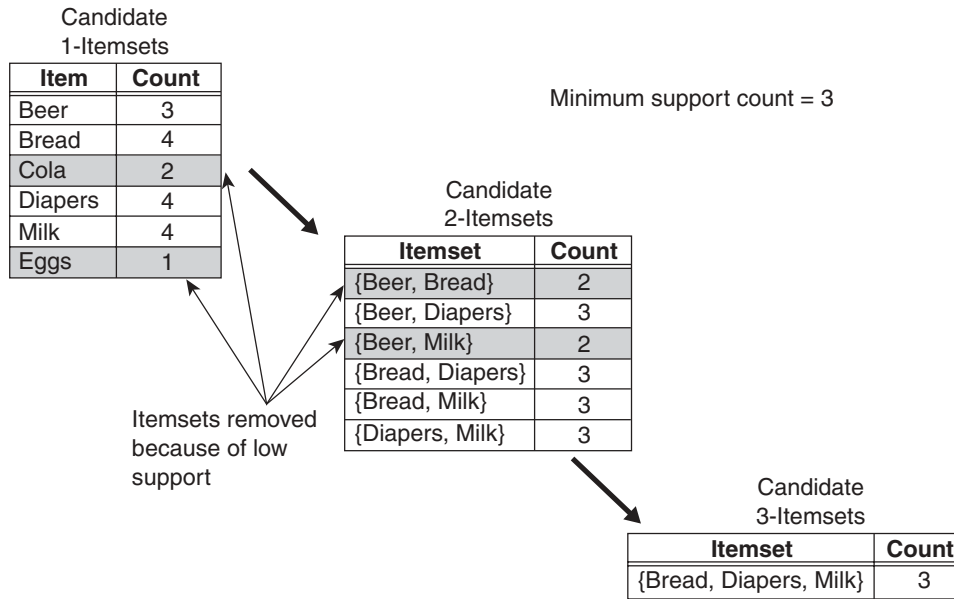 Candidate
1-Itemsets
Item Count
Beer 3
Bread 4
Cola 2
Diapers 4
Milk 4
Eggs 1
Minimum support count = 3
Candidate
2-Itemsets
Itemset Count
{Beer, Bread} 2
{Beer, Diapers} 3
{Beer, Milk} 2
{Bread, Diapers} 3
{Bread, Milk} 3
{Diapers, Milk} 3
Itemsets removed
because of low
support
Candidate
3-Itemsets
Itemset Count
{Bread, Diapers, Milk} 3